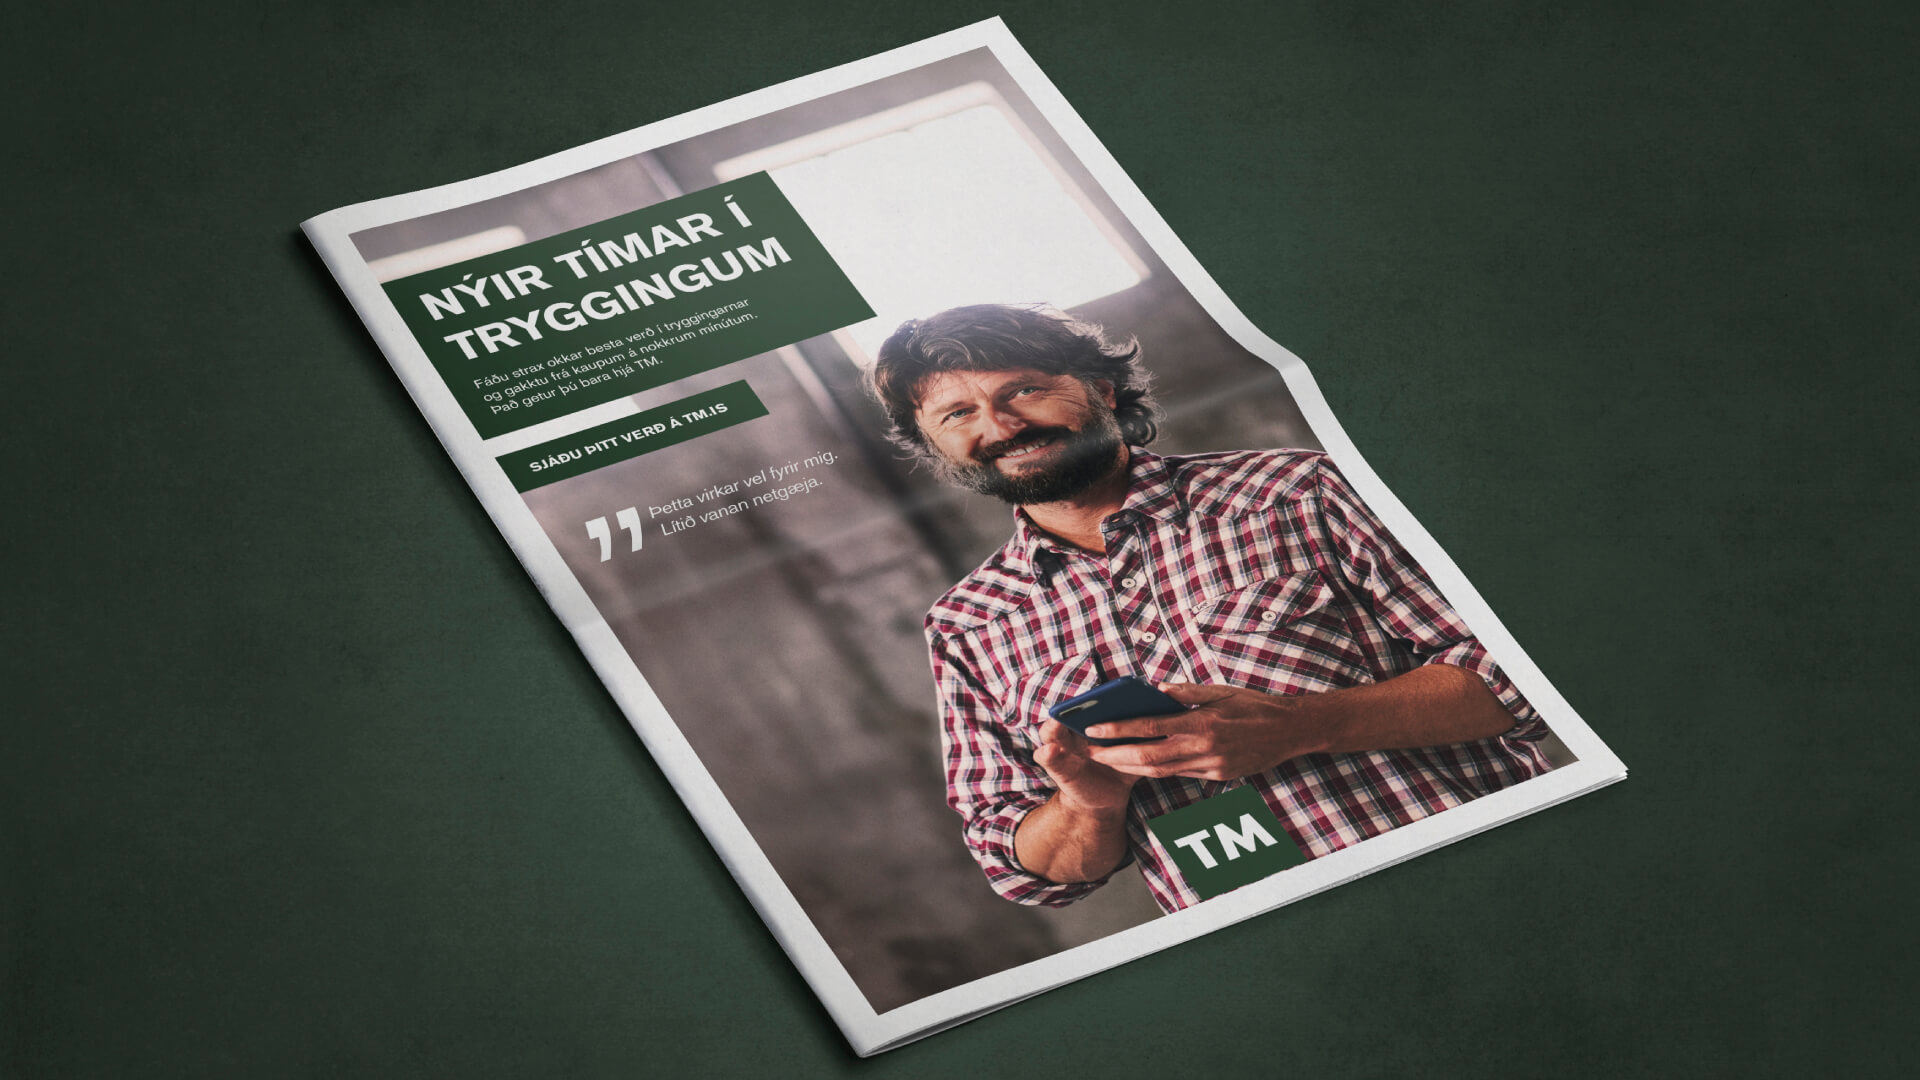 NÝIR TÍMAR Í
TRYGGINGUM
Fáðu strax okkar besta verð í tryggingarnar
og gakktu frá kaupum á nokkrum mínútum.
Það getur þú bara hjá TM.
SJÁÐU ÞITT VERÐ Á TM.IS
” Þetta virkar vel fyrir mig.
Lítið vanan netgæja.
TM